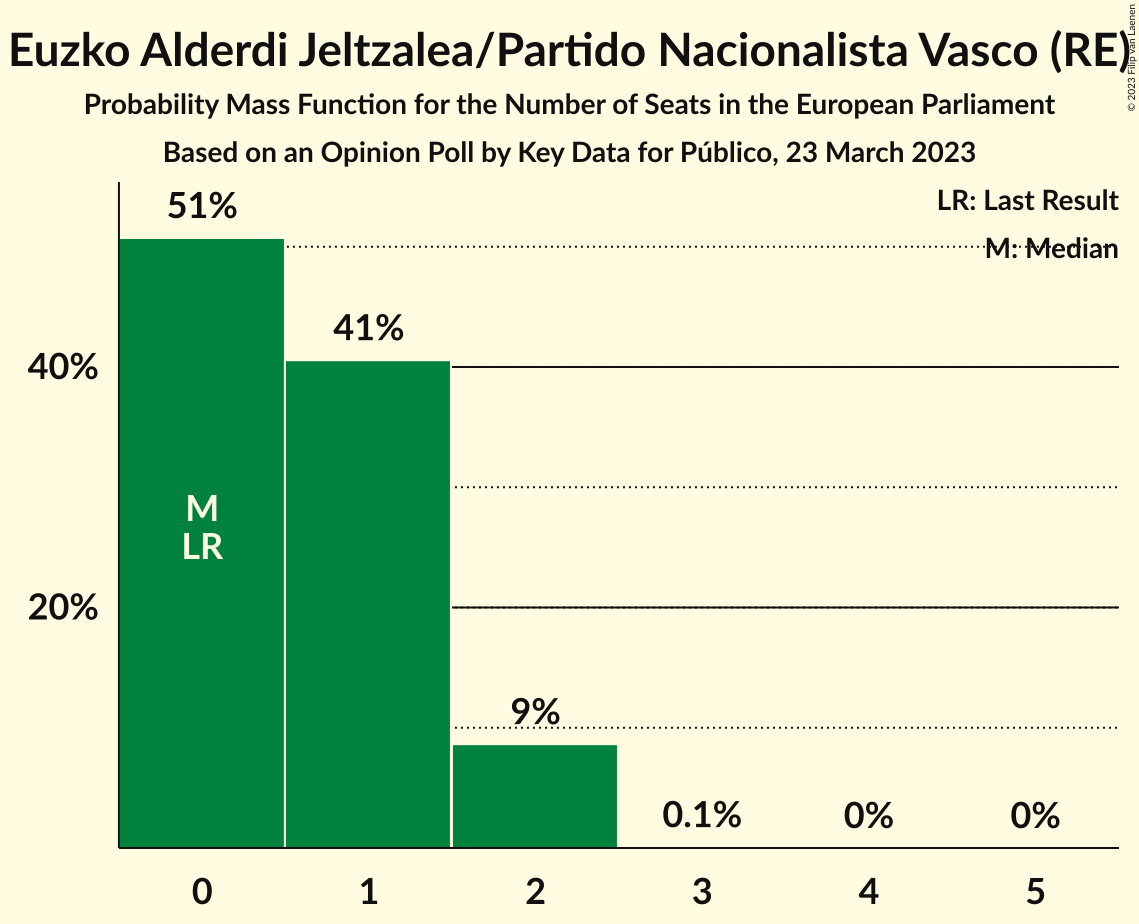 Euzko Alderdi Jeltzalea/Partido Nacionalista Vasco (RE)
© 2023 Filip van Laenen
Probability Mass Function for the Number of Seats in the European Parliament
Based on an Opinion Poll by Key Data for Público, 23 March 2023
LR: Last Result
M: Median
51%
41%
40%
M
LR
20%
9%
0.1%
0%
0%
0
1
2
3
4
5